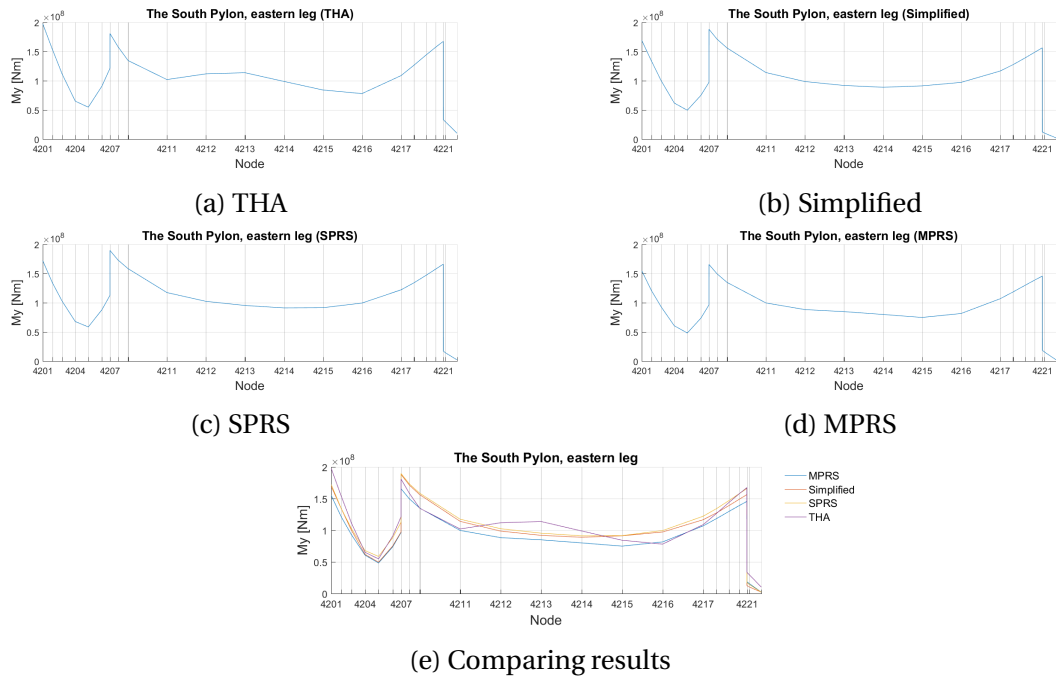 The South Pylon, eastern leg (THA)
×10⁸
2
1.5
1
0.5
0
My [Nm]
4201 4204 4207 4211 4212 4213 4214 4215 4216 4217 4221
Node
(a) THA
The South Pylon, eastern leg (Simplified)
×10⁸
2
1.5
1
0.5
0
My [Nm]
4201 4204 4207 4211 4212 4213 4214 4215 4216 4217 4221
Node
(b) Simplified
The South Pylon, eastern leg (SPRS)
×10⁸
2
1.5
1
0.5
0
My [Nm]
4201 4204 4207 4211 4212 4213 4214 4215 4216 4217 4221
Node
(c) SPRS
The South Pylon, eastern leg (MPRS)
×10⁸
2
1.5
1
0.5
0
My [Nm]
4201 4204 4207 4211 4212 4213 4214 4215 4216 4217 4221
Node
(d) MPRS
The South Pylon, eastern leg
×10⁸
2
1.5
1
0.5
0
My [Nm]
4201 4204 4207 4211 4212 4213 4214 4215 4216 4217 4221
Node
MPRS
Simplified
SPRS
THA
(e) Comparing results